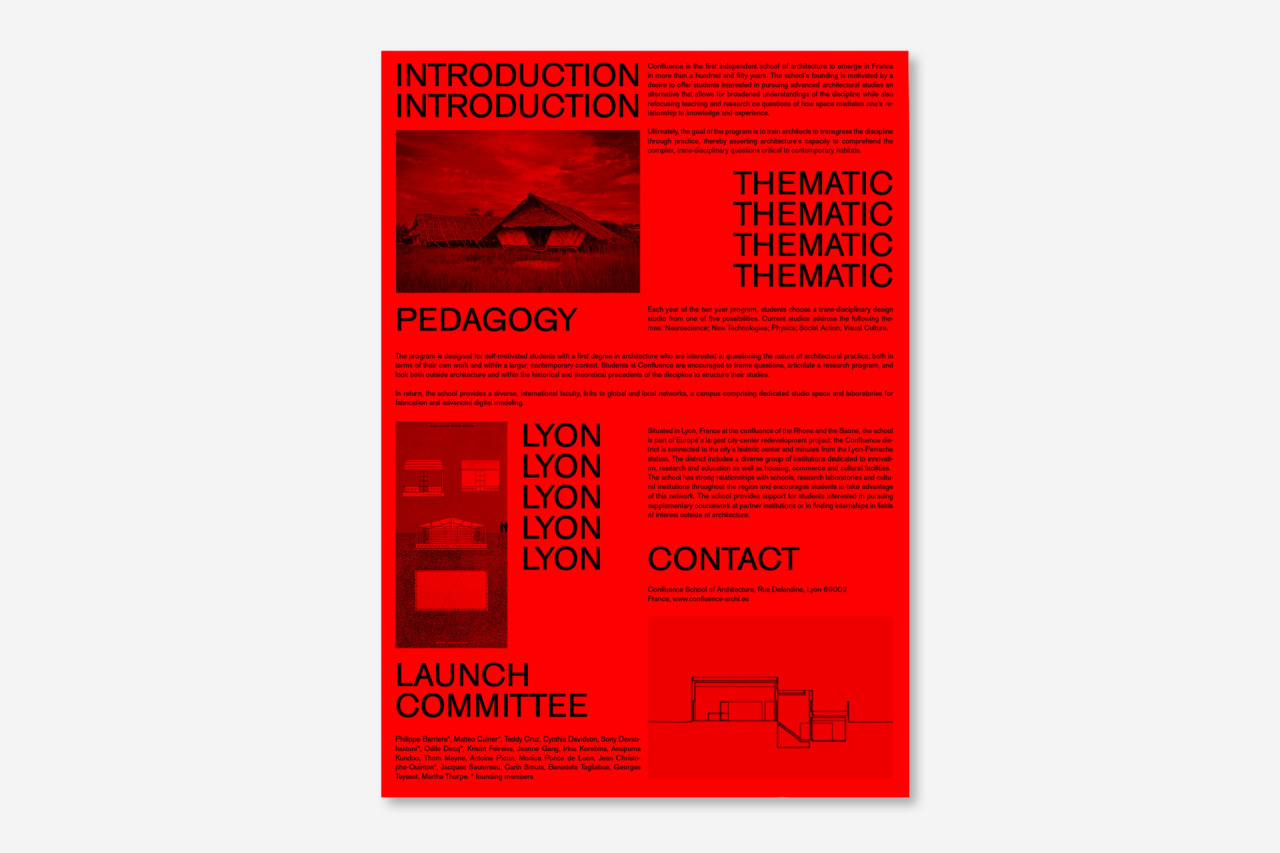 INTRODUCTION
INTRODUCTION
Confluence is the first independent school of architecture to emerge in France
in more than a hundred and fifty years. The school's founding is motivated by a
desire to offer students interested in pursuing advanced architectural studies an
alternative that allows for broadened understandings of the discipline while also
refocusing teaching and research on questions of how space mediates one's re-
lationship to knowledge and experience.
Ultimately, the goal of the program is to train architects to transgress the discipline
through practice, thereby asserting architecture's capacity to comprehend the
complex, trans-disciplinary questions critical to contemporary habitats.
THEMATIC
THEMATIC
THEMATIC
THEMATIC
Each year of the two year program, students choose a trans-disciplinary design
studio from one of five possibilities. Current studios address the following the-
mes: Neuroscience; New Technologies; Physics; Social Action; Visual Culture.
PEDAGOGY
The program is designed for self-motivated students with a first degree in architecture who are interested in questioning the nature of architectural practice, both in
terms of their own work and within a larger, contemporary context. Students at Confluence are encouraged to frame questions, articulate a research program, and
look both outside architecture and within the historical and theoretical precedents of the discipline to structure their studies.
In return, the school provides a diverse, international faculty, links to global and local networks, a campus comprising dedicated studio space and laboratories for
fabrication and advanced digital modeling.
LYON
LYON
LYON
LYON
LYON
Situated in Lyon, France at the confluence of the Rhone and the Saone, the school
is part of Europe's largest city-center redevelopment project: the Confluence dis-
trict is connected to the city's historic center and minutes from the Lyon-Perrache
station. The district includes a diverse group of institutions dedicated to innovati-
on, research and education as well as housing, commerce and cultural facilities.
The school has strong relationships with schools, research laboratories and cultu-
ral institutions throughout the region and encourages students to take advantage
of this network. The school provides support for students interested in pursuing
supplementary coursework at partner institutions or in finding internships in fields
of interest outside of architecture.
CONTACT
Confluence School of Architecture, Rue Delandine, Lyon 69002
France, www.confluence-archi.eu
LAUNCH
COMMITTEE
Philippe Barriere*, Matteo Cainer*, Teddy Cruz, Cynthia Davidson, Sony Devab-
haktuni*, Odile Decq*, Kristin Feireiss, Jeanne Gang, Irina Korobina, Anupama
Kundoo, Thom Mayne, Antoine Picon, Monica Ponce de Leon, Jean Christo-
phe Quinton*, Jacques Sautereau, Carin Smuts, Benedetta Tagliabue, Georges
Teyssot, Martha Thorpe. * founding members